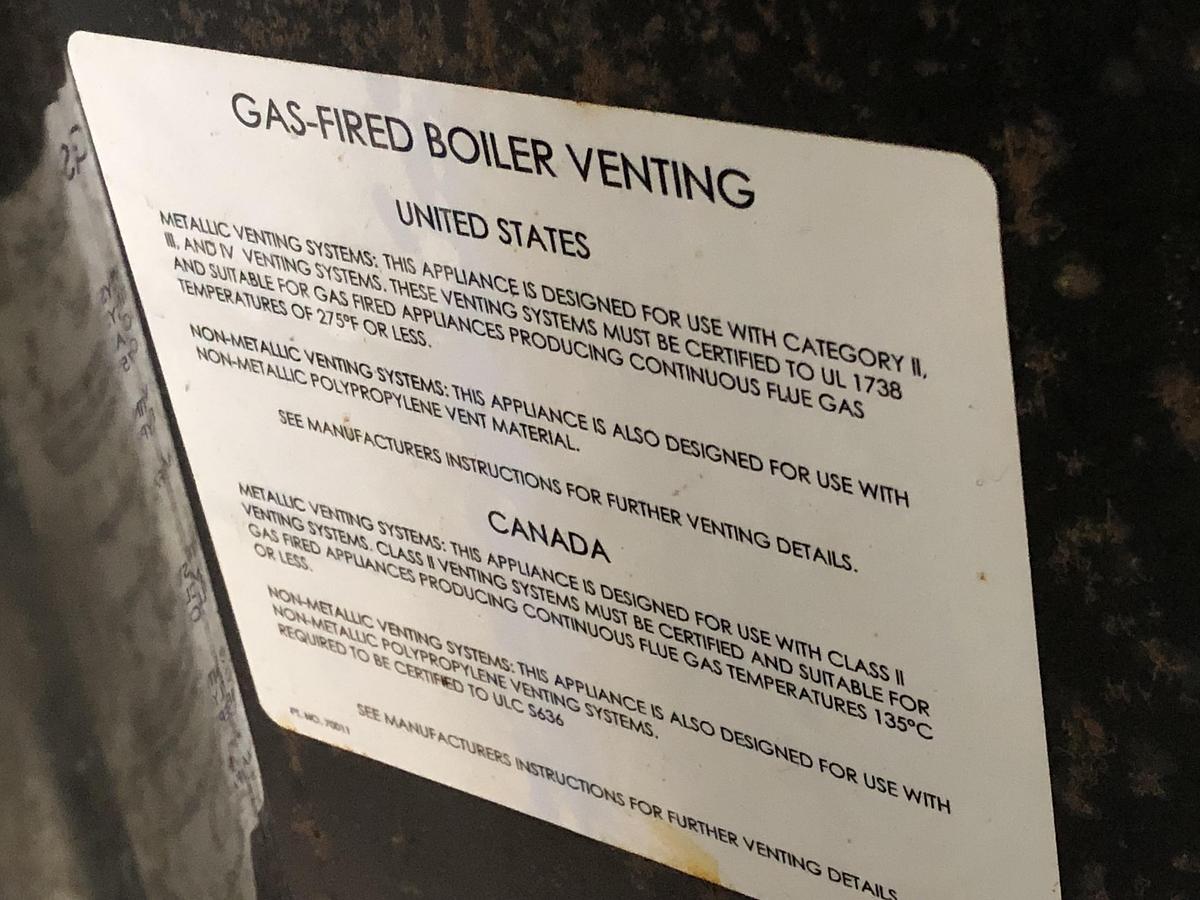 GAS-FIRED BOILER VENTING
UNITED STATES
METALLIC VENTING SYSTEMS: THIS APPLIANCE IS DESIGNED FOR USE WITH CATEGORY II,
III, AND IV VENTING SYSTEMS. THESE VENTING SYSTEMS MUST BE CERTIFIED TO UL 1738
AND SUITABLE FOR GAS FIRED APPLIANCES PRODUCING CONTINUOUS FLUE GAS
TEMPERATURES OF 275°F OR LESS.
NON-METALLIC VENTING SYSTEMS: THIS APPLIANCE IS ALSO DESIGNED FOR USE WITH
NON-METALLIC POLYPROPYLENE VENT MATERIAL.
SEE MANUFACTURERS INSTRUCTIONS FOR FURTHER VENTING DETAILS.
CANADA
METALLIC VENTING SYSTEMS: THIS APPLIANCE IS DESIGNED FOR USE WITH CLASS II
VENTING SYSTEMS. CLASS II VENTING SYSTEMS MUST BE CERTIFIED AND SUITABLE FOR
GAS FIRED APPLIANCES PRODUCING CONTINUOUS FLUE GAS TEMPERATURES 135°C
OR LESS.
NON-METALLIC VENTING SYSTEMS: THIS APPLIANCE IS ALSO DESIGNED FOR USE WITH
NON-METALLIC POLYPROPYLENE VENTING SYSTEMS.
REQUIRED TO BE CERTIFIED TO ULC S636
SEE MANUFACTURERS INSTRUCTIONS FOR FURTHER VENTING DETAILS
PT. NO. 70011